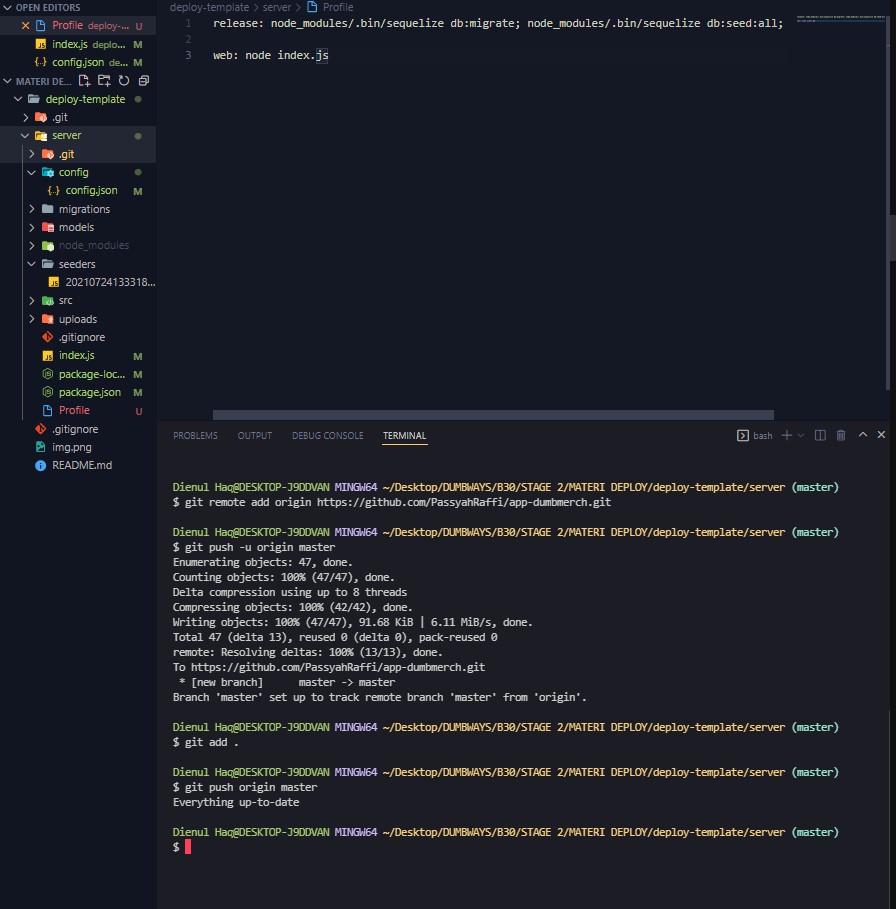 OPEN EDITORS
Profile deploy-... U
index.js deplo... M
config.json de... M
MATERI DE...
deploy-template
.git
server
.git
config
config.json M
migrations
models
node_modules
seeders
20210724133318...
src
uploads
.gitignore
index.js M
package-loc... M
package.json M
Profile U
.gitignore
img.png
README.md
deploy-template > server > Profile
1 release: node_modules/.bin/sequelize db:migrate; node_modules/.bin/sequelize db:seed:all;
2
3 web: node index.js
PROBLEMS OUTPUT DEBUG CONSOLE TERMINAL bash
Dienul Haq@DESKTOP-J9DDVAN MINGW64 ~/Desktop/DUMBWAYS/B30/STAGE 2/MATERI DEPLOY/deploy-template/server (master)
$ git remote add origin https://github.com/PassyahRaffi/app-dumbmerch.git
Dienul Haq@DESKTOP-J9DDVAN MINGW64 ~/Desktop/DUMBWAYS/B30/STAGE 2/MATERI DEPLOY/deploy-template/server (master)
$ git push -u origin master
Enumerating objects: 47, done.
Counting objects: 100% (47/47), done.
Delta compression using up to 8 threads
Compressing objects: 100% (42/42), done.
Writing objects: 100% (47/47), 91.68 KiB | 6.11 MiB/s, done.
Total 47 (delta 13), reused 0 (delta 0), pack-reused 0
remote: Resolving deltas: 100% (13/13), done.
To https://github.com/PassyahRaffi/app-dumbmerch.git
* [new branch] master -> master
Branch 'master' set up to track remote branch 'master' from 'origin'.
Dienul Haq@DESKTOP-J9DDVAN MINGW64 ~/Desktop/DUMBWAYS/B30/STAGE 2/MATERI DEPLOY/deploy-template/server (master)
$ git add .
Dienul Haq@DESKTOP-J9DDVAN MINGW64 ~/Desktop/DUMBWAYS/B30/STAGE 2/MATERI DEPLOY/deploy-template/server (master)
$ git push origin master
Everything up-to-date
Dienul Haq@DESKTOP-J9DDVAN MINGW64 ~/Desktop/DUMBWAYS/B30/STAGE 2/MATERI DEPLOY/deploy-template/server (master)
$